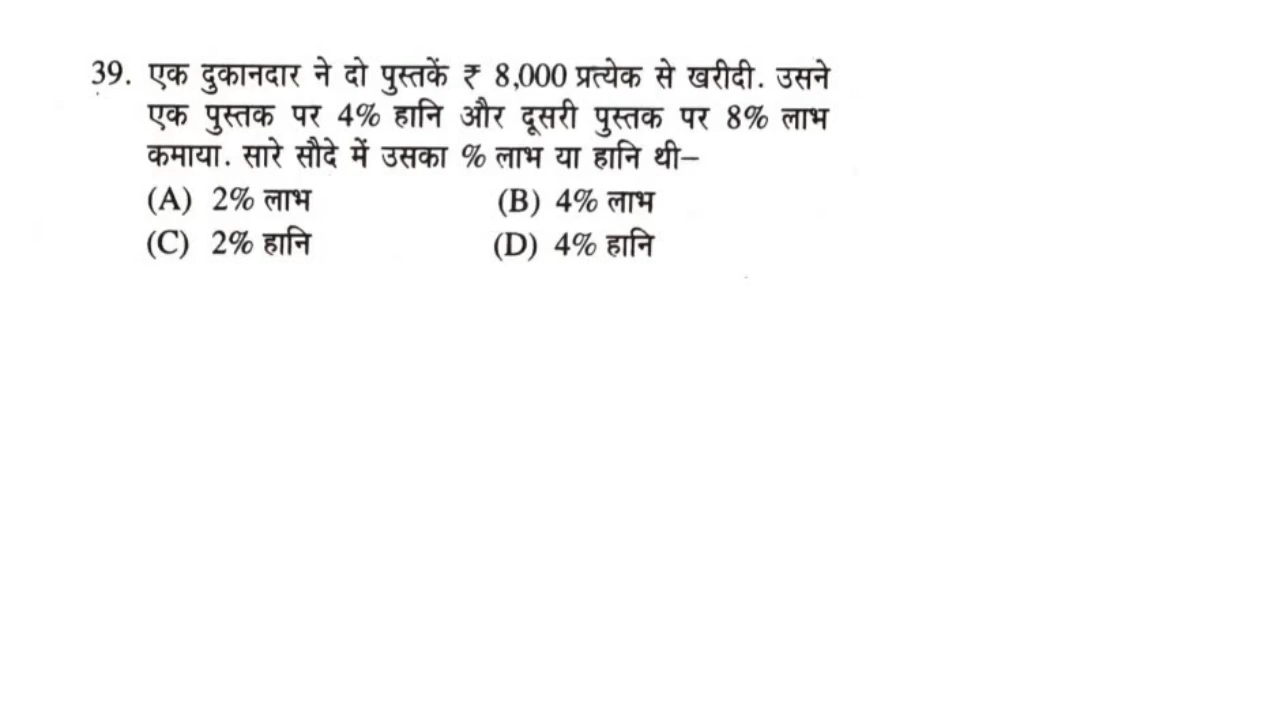 39. एक दुकानदार ने दो पुस्तकें ₹ 8,000 प्रत्येक से खरीदी. उसने
एक पुस्तक पर 4% हानि और दूसरी पुस्तक पर 8% लाभ
कमाया. सारे सौदे में उसका % लाभ या हानि थी–
(A) 2% लाभ (B) 4% लाभ
(C) 2% हानि (D) 4% हानि